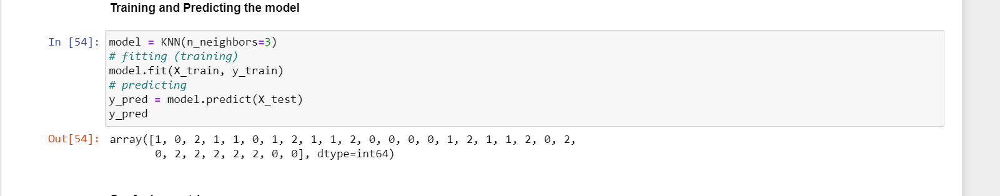 Training and Predicting the model
In [54]: model = KNN(n_neighbors=3)
# fitting (training)
model.fit(X_train, y_train)
# predicting
y_pred = model.predict(X_test)
y_pred
Out[54]: array([1, 0, 2, 1, 1, 0, 1, 2, 1, 1, 2, 0, 0, 0, 0, 1, 2, 1, 1, 2, 0, 2,
0, 2, 2, 2, 2, 2, 0, 0], dtype=int64)